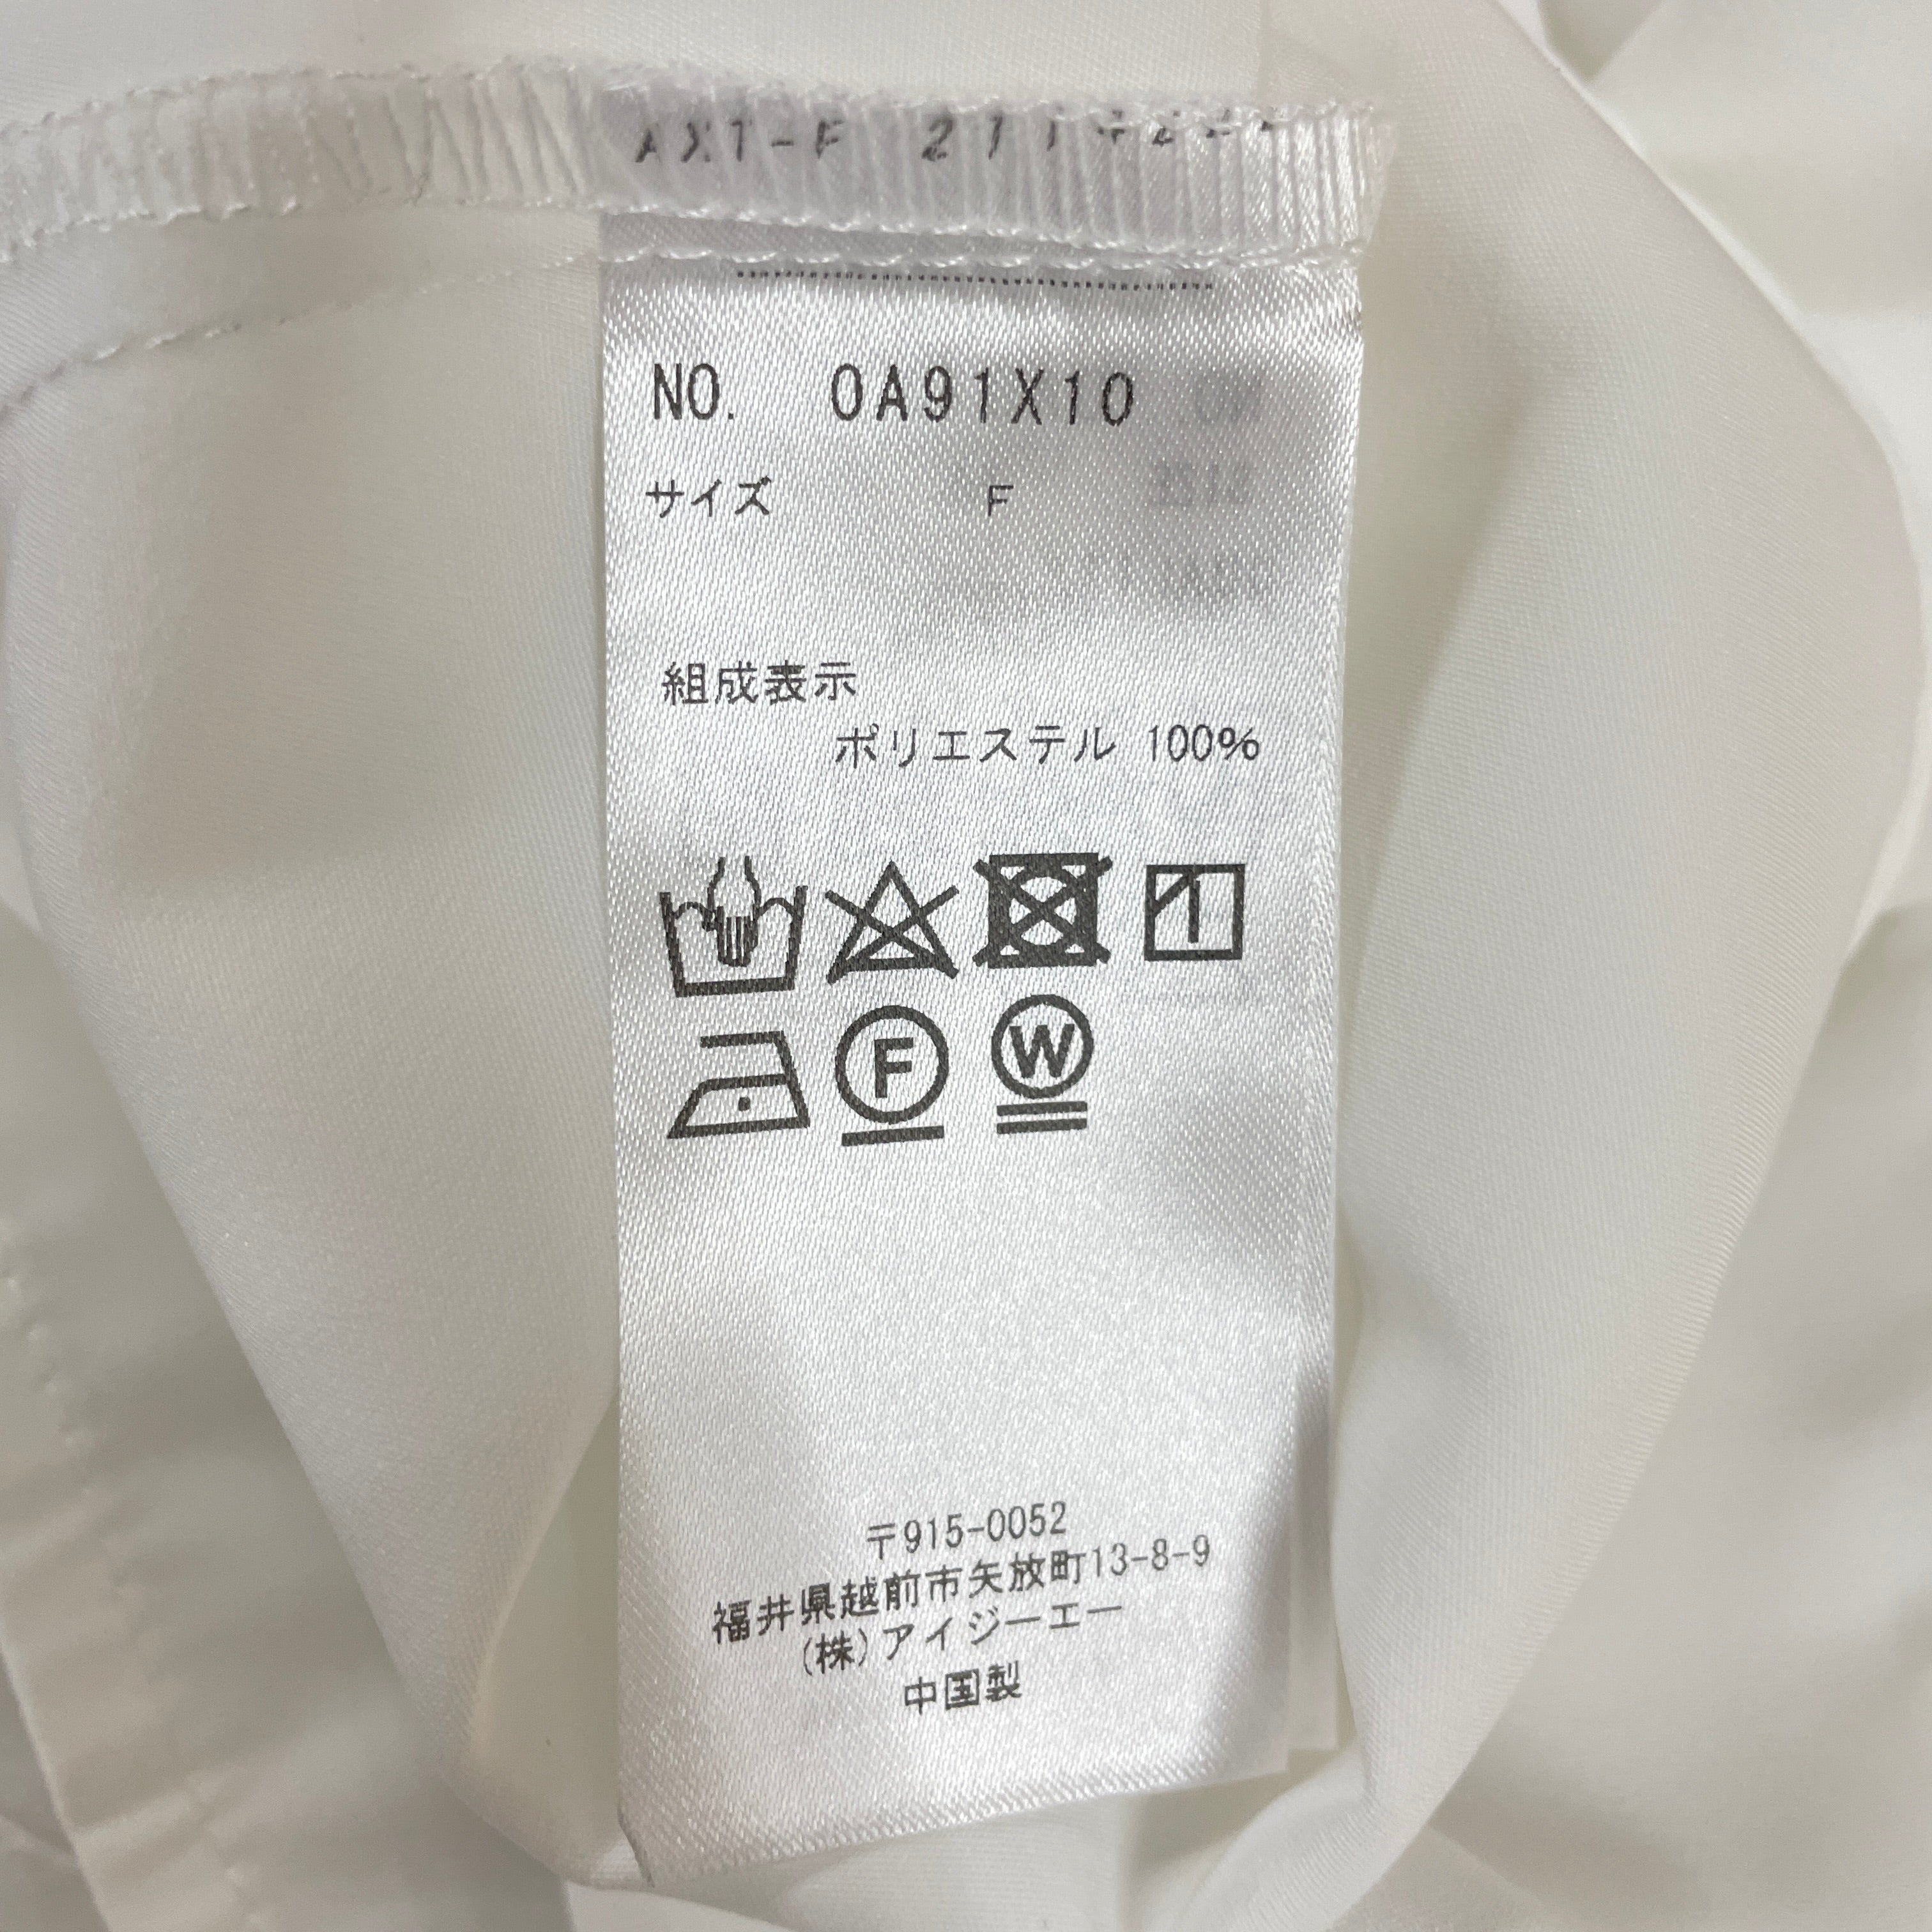 NO. 0A91X10
サイズ F
組成表示
ポリエステル 100%
F W
〒915-0052
福井県越前市矢放町13-8-9
(株)アイジーエー
中国製